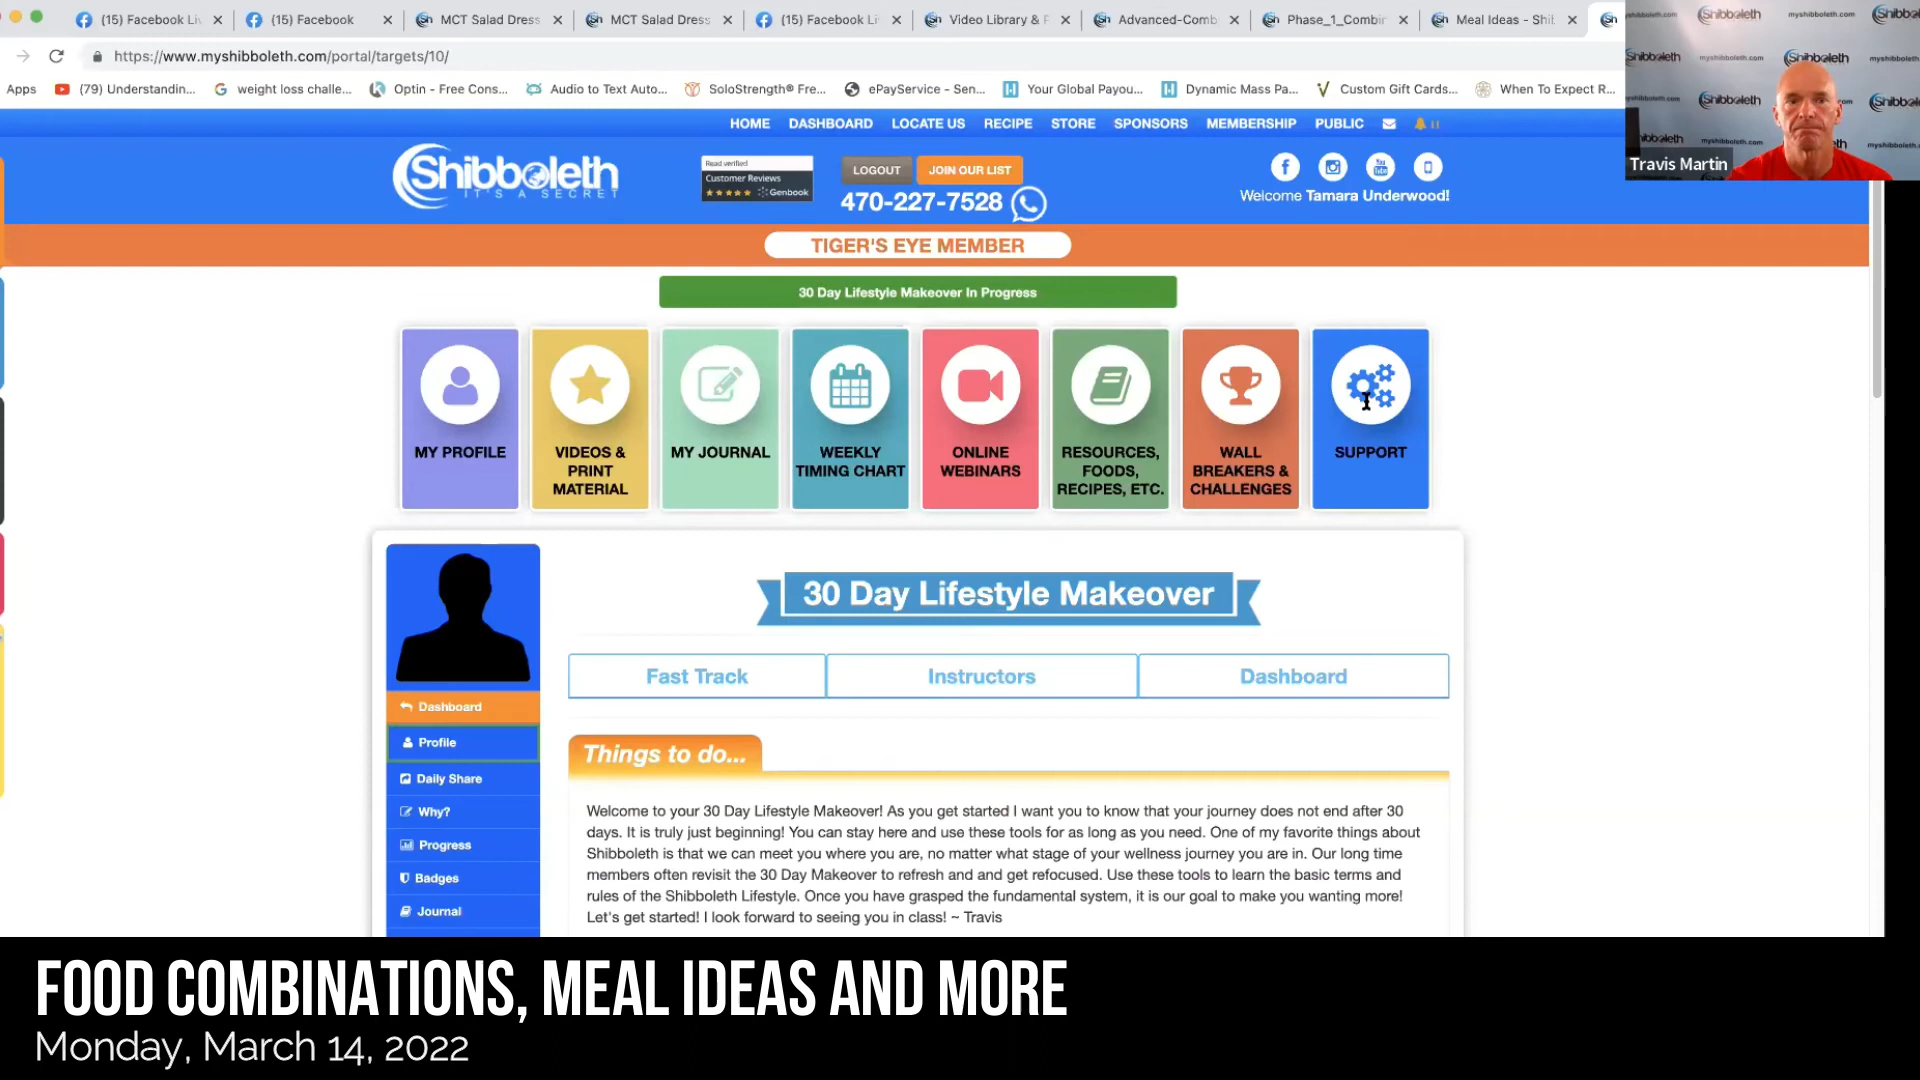 (15) Facebook Liv
(15) Facebook
MCT Salad Dress
MCT Salad Dress
(15) Facebook Li
Video Library & P
Advanced-Comb
Phase_1_Combin
Meal Ideas - Shib
https://www.myshibboleth.com/portal/targets/10/
Apps
(79) Understandin...
weight loss challe...
Optin - Free Cons...
Audio to Text Auto...
SoloStrength® Fre...
ePayService - Sen...
Your Global Payou...
Dynamic Mass Pa...
Custom Gift Cards...
When To Expect R...
Shibboleth
myshibboleth.com
Travis Martin
HOME DASHBOARD LOCATE US RECIPE STORE SPONSORS MEMBERSHIP PUBLIC
Shibboleth
IT'S A SECRET
Read verified
Customer Reviews
Genbook
LOGOUT
JOIN OUR LIST
470-227-7528
You Tube
Welcome Tamara Underwood!
TIGER'S EYE MEMBER
30 Day Lifestyle Makeover In Progress
MY PROFILE
VIDEOS &
PRINT
MATERIAL
MY JOURNAL
WEEKLY
TIMING CHART
ONLINE
WEBINARS
RESOURCES,
FOODS,
RECIPES, ETC.
WALL
BREAKERS &
CHALLENGES
SUPPORT
30 Day Lifestyle Makeover
Fast Track
Instructors
Dashboard
Dashboard
Profile
Daily Share
Why?
Progress
Badges
Journal
Things to do...
Welcome to your 30 Day Lifestyle Makeover! As you get started I want you to know that your journey does not end after 30
days. It is truly just beginning! You can stay here and use these tools for as long as you need. One of my favorite things about
Shibboleth is that we can meet you where you are, no matter what stage of your wellness journey you are in. Our long time
members often revisit the 30 Day Makeover to refresh and and get refocused. Use these tools to learn the basic terms and
rules of the Shibboleth Lifestyle. Once you have grasped the fundamental system, it is our goal to make you wanting more!
Let's get started! I look forward to seeing you in class! ~ Travis
FOOD COMBINATIONS, MEAL IDEAS AND MORE
Monday, March 14, 2022